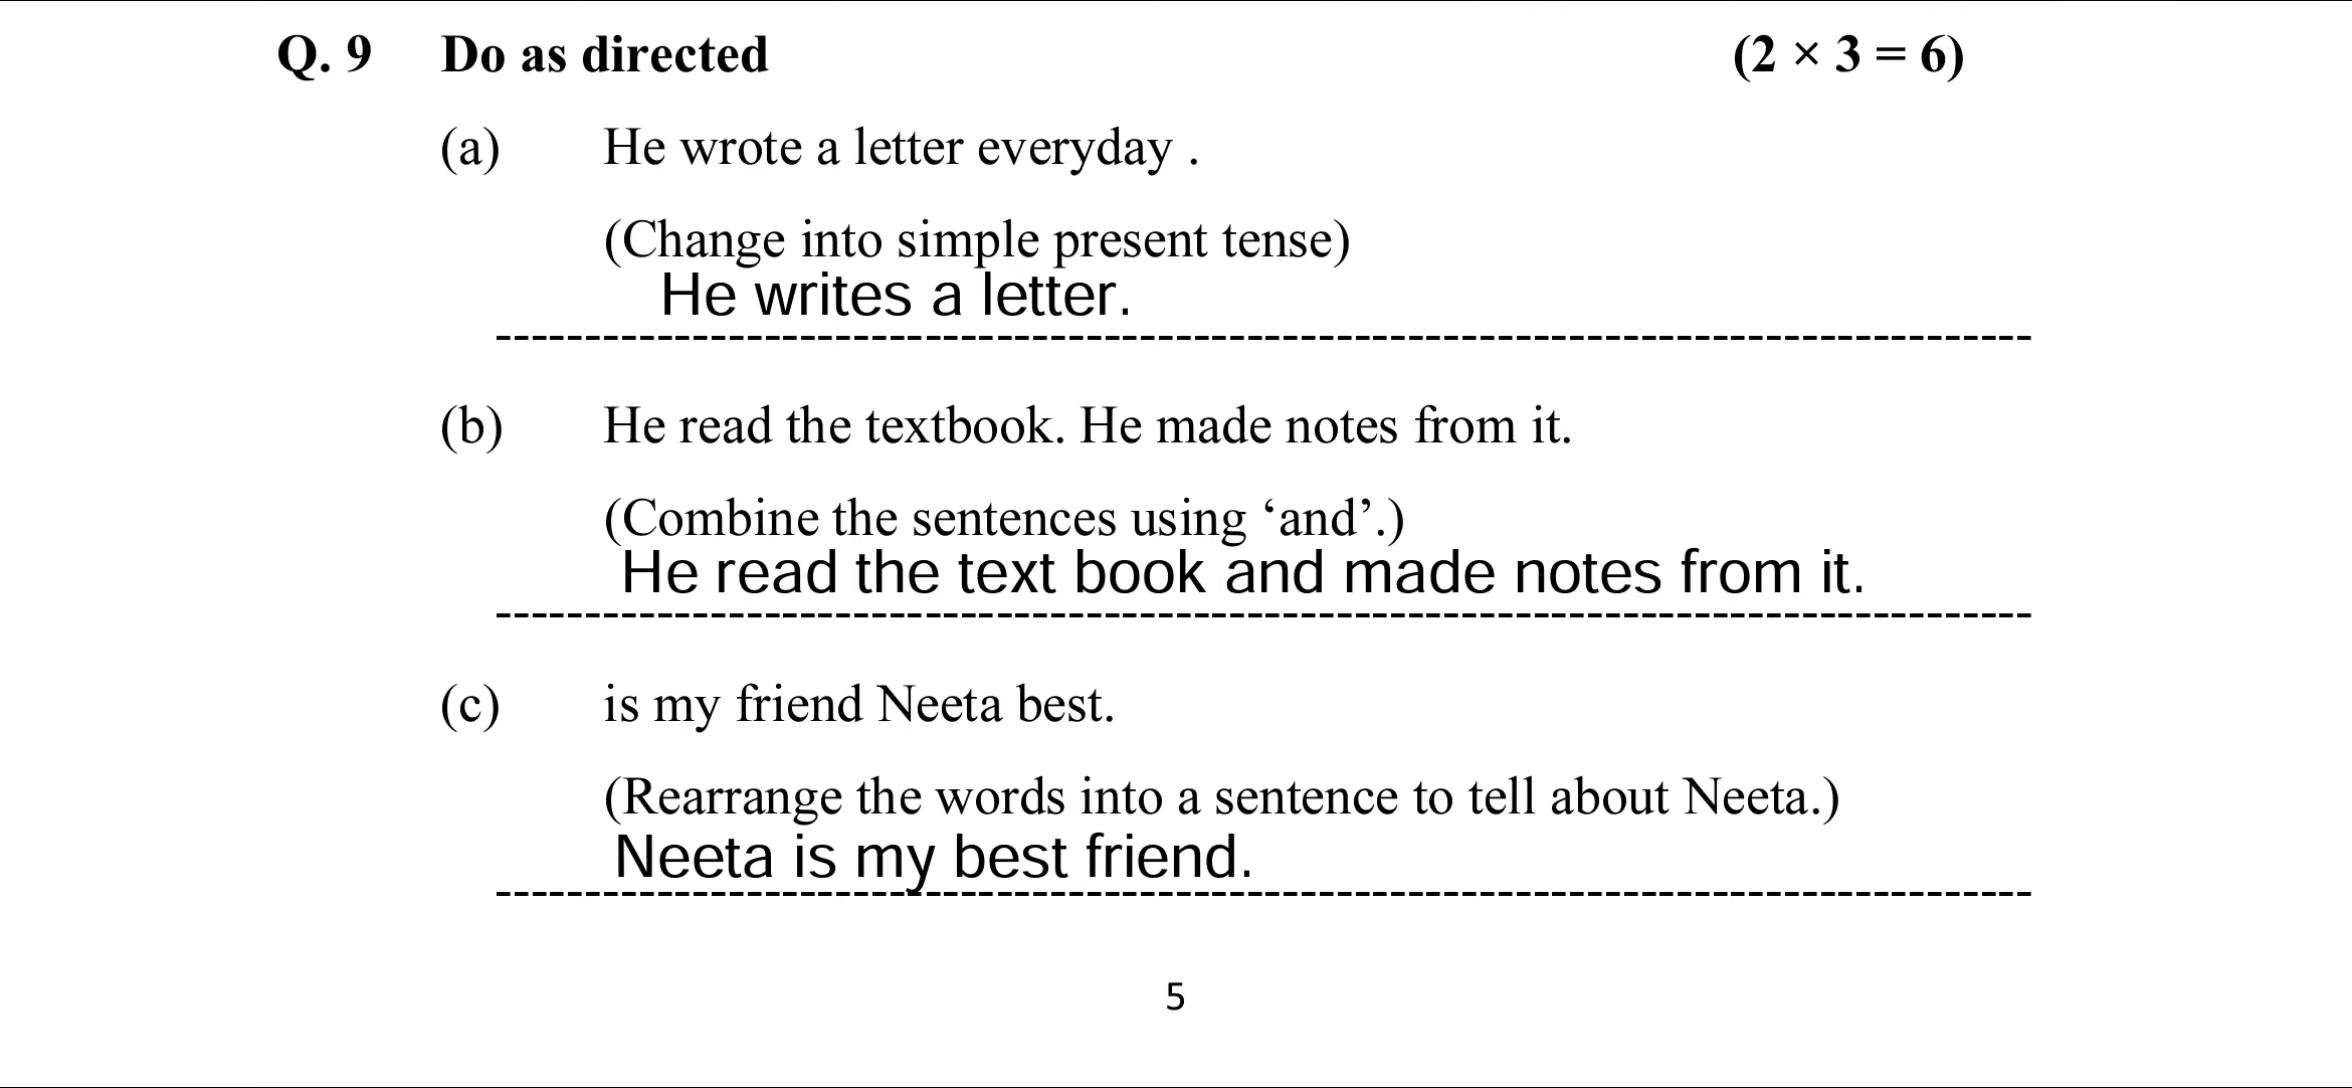 Q. 9 Do as directed (2 × 3 = 6)
(a) He wrote a letter everyday .
(Change into simple present tense)
He writes a letter.
(b) He read the textbook. He made notes from it.
(Combine the sentences using ‘and’.)
He read the text book and made notes from it.
(c) is my friend Neeta best.
(Rearrange the words into a sentence to tell about Neeta.)
Neeta is my best friend.
5